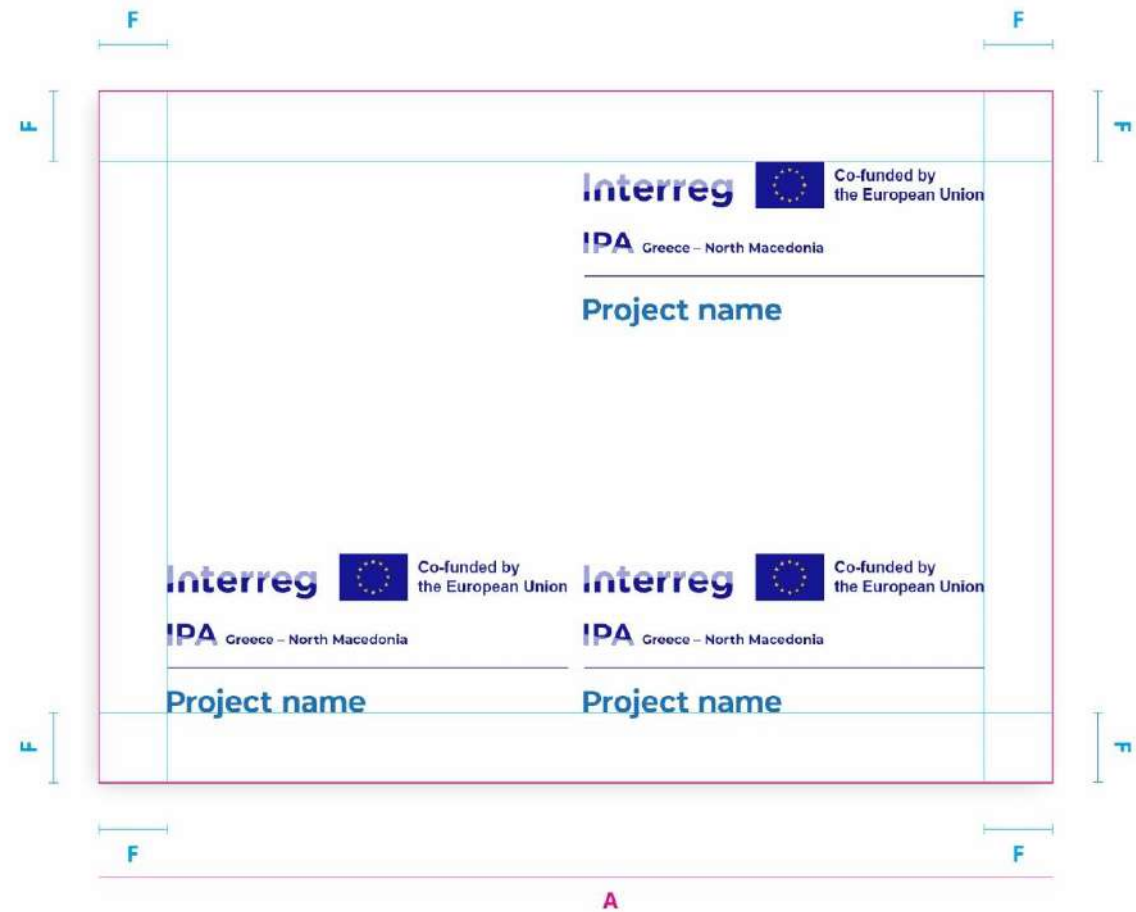 F F
F F
Interreg Co-funded by
the European Union
IPA Greece – North Macedonia
Project name
Interreg Co-funded by
the European Union
IPA Greece – North Macedonia
Project name
Interreg Co-funded by
the European Union
IPA Greece – North Macedonia
Project name
F F
F F
A